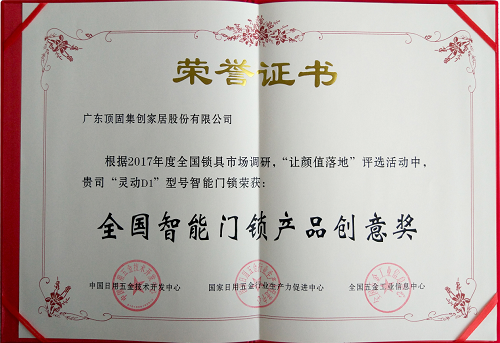 荣誉证书
广东顶固集创家居股份有限公司
根据2017年度全国锁具市场调研，“让颜值落地”评选活动中，
贵司“灵动D1”型号智能门锁荣获：
全国智能门锁产品创意奖
中国日用五金技术开发中心 国家日用五金行业生产力促进中心 全国五金工业信息中心